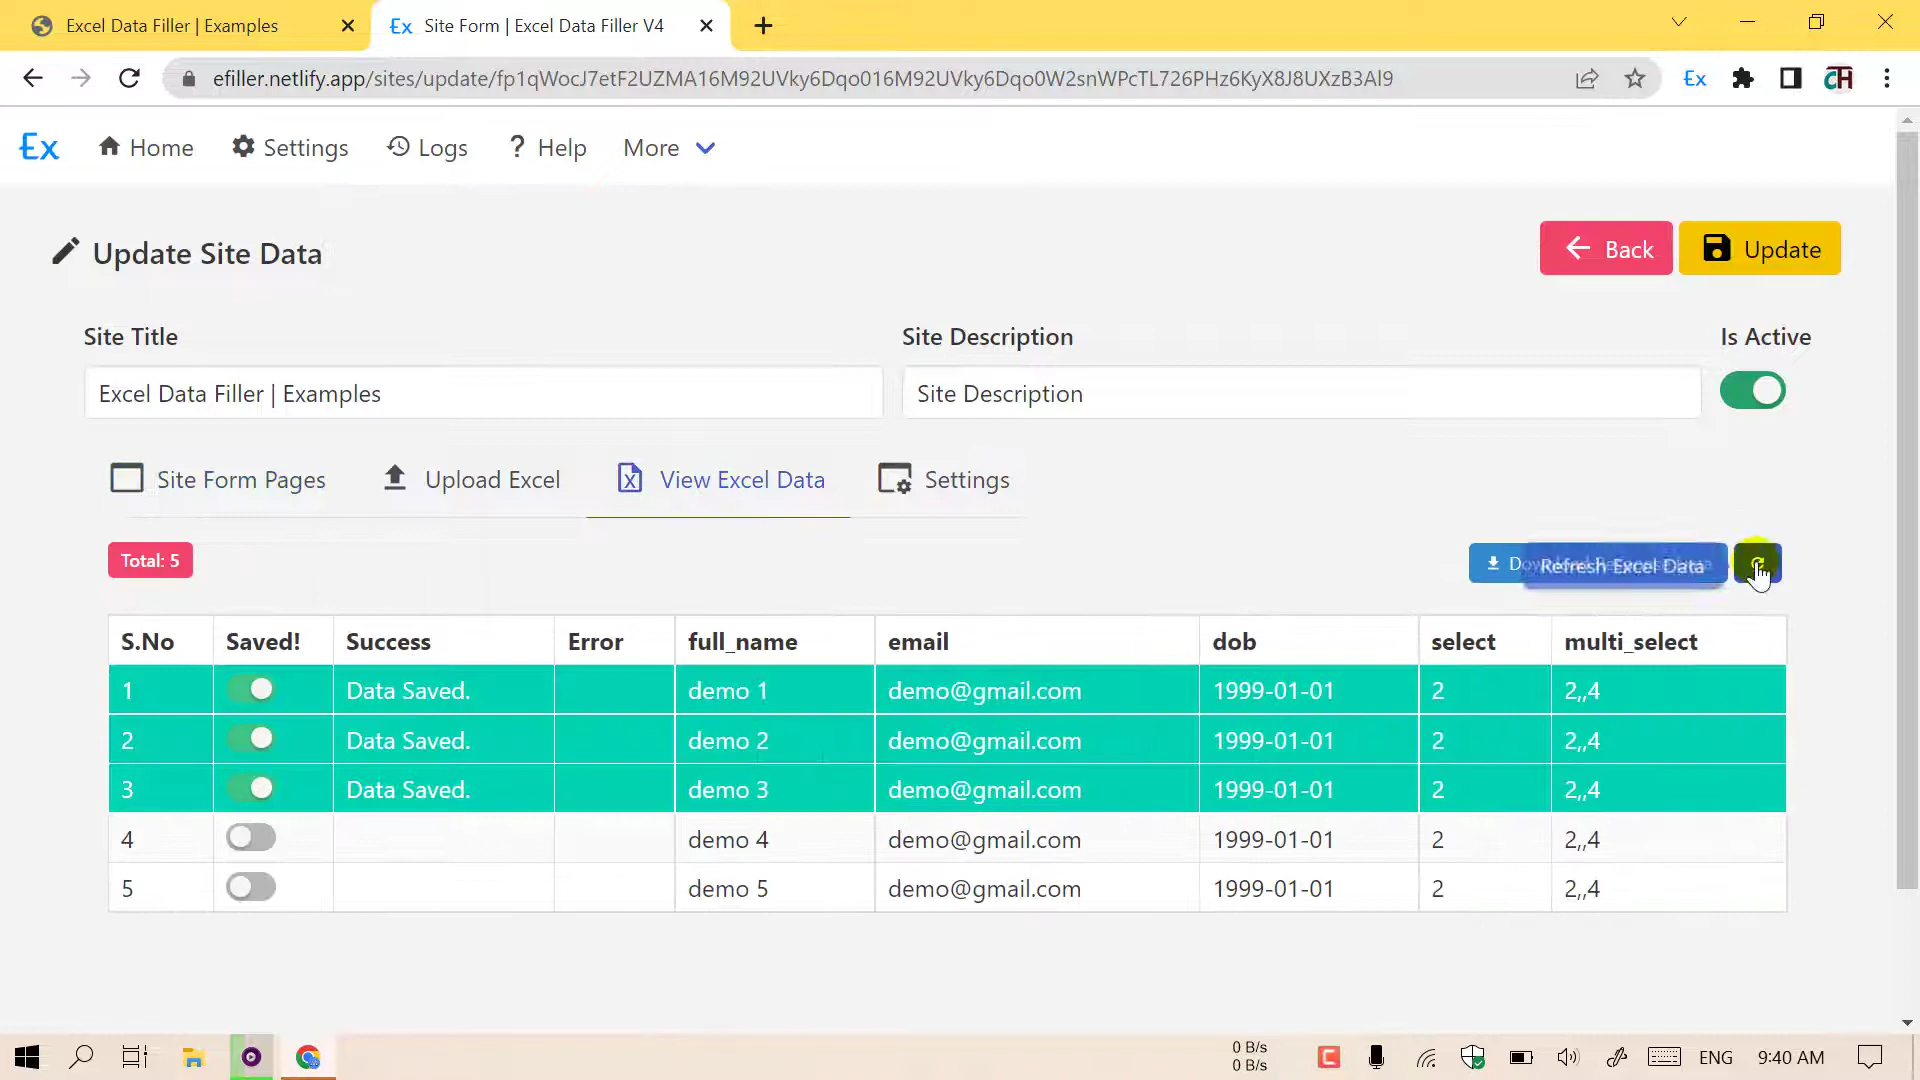 Excel Data Filler | Examples
Ex Site Form | Excel Data Filler V4
efiller.netlify.app/sites/update/fp1qWocJ7etF2UZMA16M92UVky6Dqo016M92UVky6Dqo0W2snWPcTL726PHz6KyX8J8UXzB3Al9
Ex
Ex Home Settings Logs ? Help More
Update Site Data
Back Update
Site Title Site Description Is Active
Excel Data Filler | Examples Site Description
Site Form Pages Upload Excel View Excel Data Settings
Total: 5 Refresh Excel Data
S.No Saved! Success Error full_name email dob select multi_select
1 Data Saved. demo 1 demo@gmail.com 1999-01-01 2 2,,4
2 Data Saved. demo 2 demo@gmail.com 1999-01-01 2 2,,4
3 Data Saved. demo 3 demo@gmail.com 1999-01-01 2 2,,4
4 demo 4 demo@gmail.com 1999-01-01 2 2,,4
5 demo 5 demo@gmail.com 1999-01-01 2 2,,4
0 B/s
0 B/s
ENG 9:40 AM